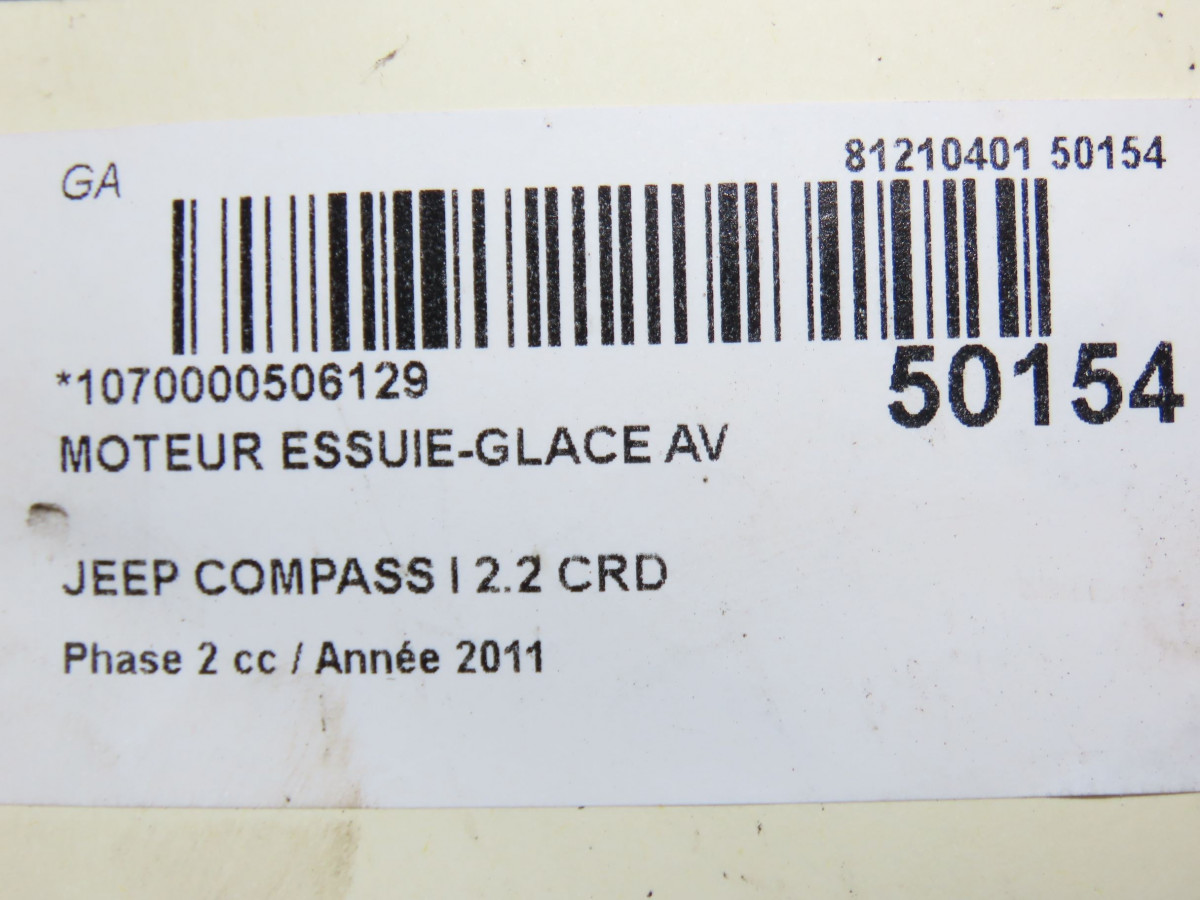 GA
81210401 50154
*1070000506129
50154
MOTEUR ESSUIE-GLACE AV
JEEP COMPASS I 2.2 CRD
Phase 2 cc / Année 2011